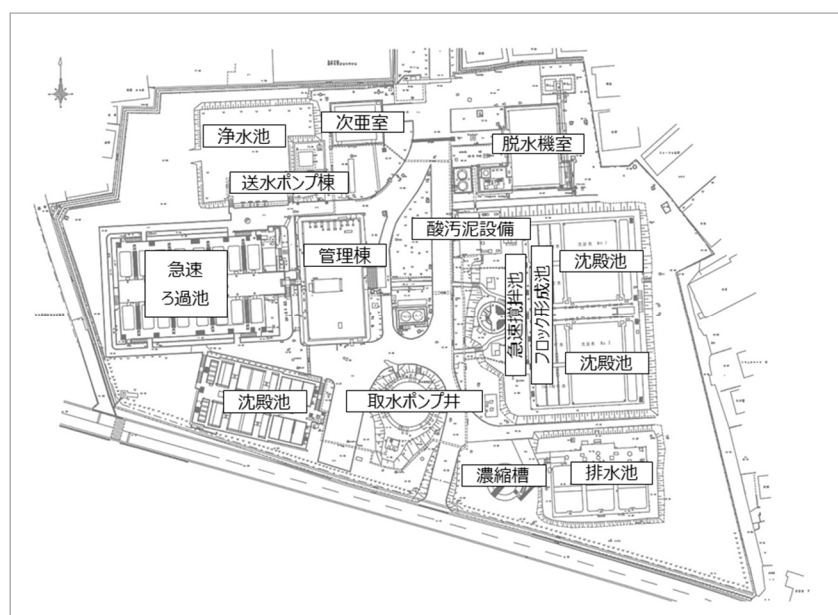 次亜室
浄水池
脱水機室
送水ポンプ棟
酸汚泥設備
管理棟
急速
ろ過池
沈殿池
急速撹拌池
フロック形成池
沈殿池
沈殿池
取水ポンプ井
濃縮槽
排水池